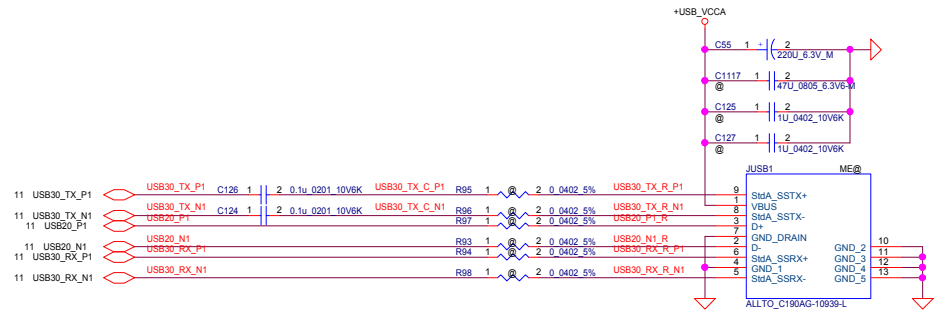 +USB_VCCA
C55 1 + 2
220U_6.3V_M
C1117 1 2
@ 47U_0805_6.3V6-M
C125 1 2
@ 1U_0402_10V6K
C127 1 2
@ 1U_0402_10V6K
JUSB1 ME@
11 USB30_TX_P1 USB30_TX_P1 C126 1 2 0.1u_0201_10V6K USB30_TX_C_P1 R95 1 @ 2 0_0402_5% USB30_TX_R_P1 9 StdA_SSTX+
1 VBUS
11 USB30_TX_N1 USB30_TX_N1 C124 1 2 0.1u_0201_10V6K USB30_TX_C_N1 R96 1 @ 2 0_0402_5% USB30_TX_R_N1 8 StdA_SSTX-
11 USB20_P1 USB20_P1 R97 1 @ 2 0_0402_5% USB20_P1_R 3 D+
7 GND_DRAIN
11 USB20_N1 USB20_N1 R93 1 @ 2 0_0402_5% USB20_N1_R 2 D- GND_2 10
11 USB30_RX_P1 USB30_RX_P1 R94 1 @ 2 0_0402_5% USB30_RX_R_P1 6 StdA_SSRX+ GND_3 11
4 GND_1 GND_4 12
11 USB30_RX_N1 USB30_RX_N1 R98 1 @ 2 0_0402_5% USB30_RX_R_N1 5 StdA_SSRX- GND_5 13
ALLTO_C190AG-10939-L